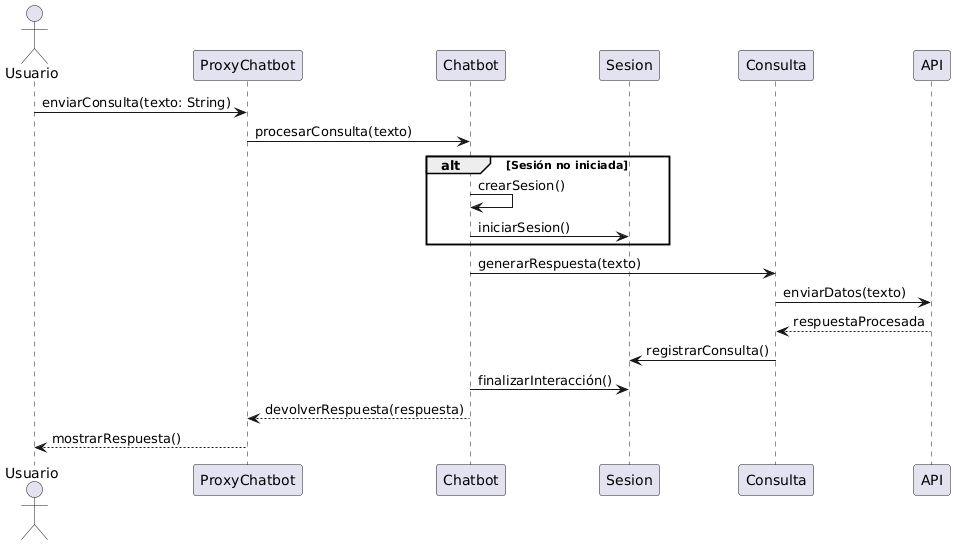 Usuario
ProxyChatbot
Chatbot
Sesion
Consulta
API
enviarConsulta(texto: String)
procesarConsulta(texto)
alt
[Sesión no iniciada]
crearSesion()
iniciarSesion()
generarRespuesta(texto)
enviarDatos(texto)
respuestaProcesada
registrarConsulta()
finalizarInteracción()
devolverRespuesta(respuesta)
mostrarRespuesta()
Usuario
ProxyChatbot
Chatbot
Sesion
Consulta
API